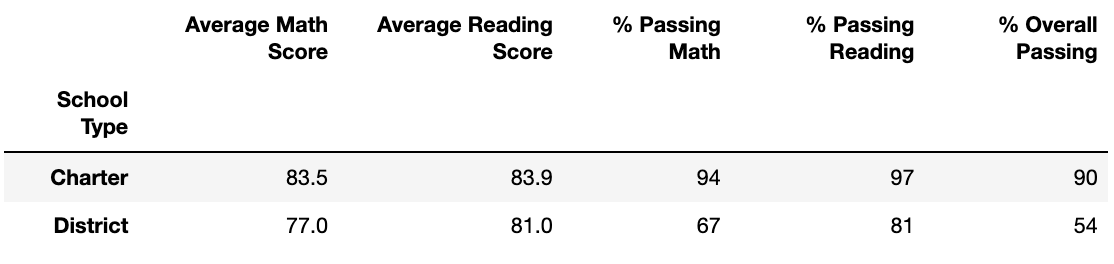 Average Math Score Average Reading Score % Passing Math % Passing Reading % Overall Passing
School Type
Charter 83.5 83.9 94 97 90
District 77.0 81.0 67 81 54